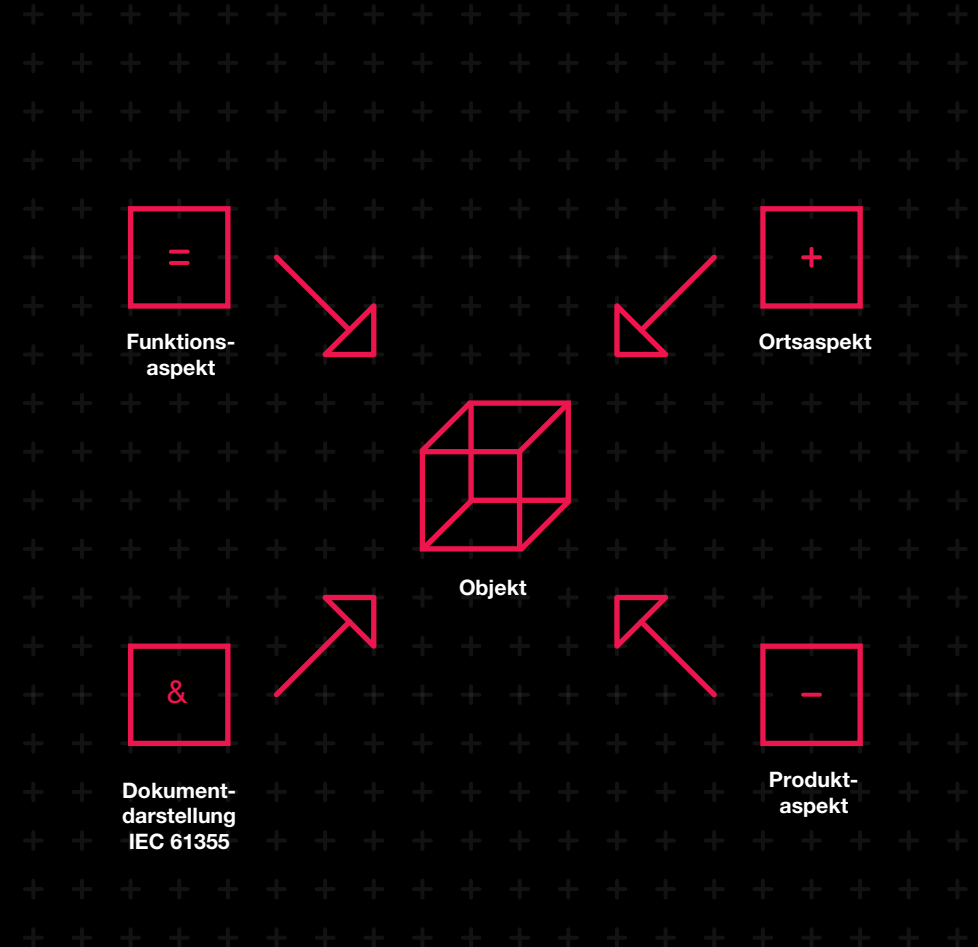 =
+
Funktions-
aspekt
Ortsaspekt
Objekt
&
–
Dokument-
darstellung
IEC 61355
Produkt-
aspekt